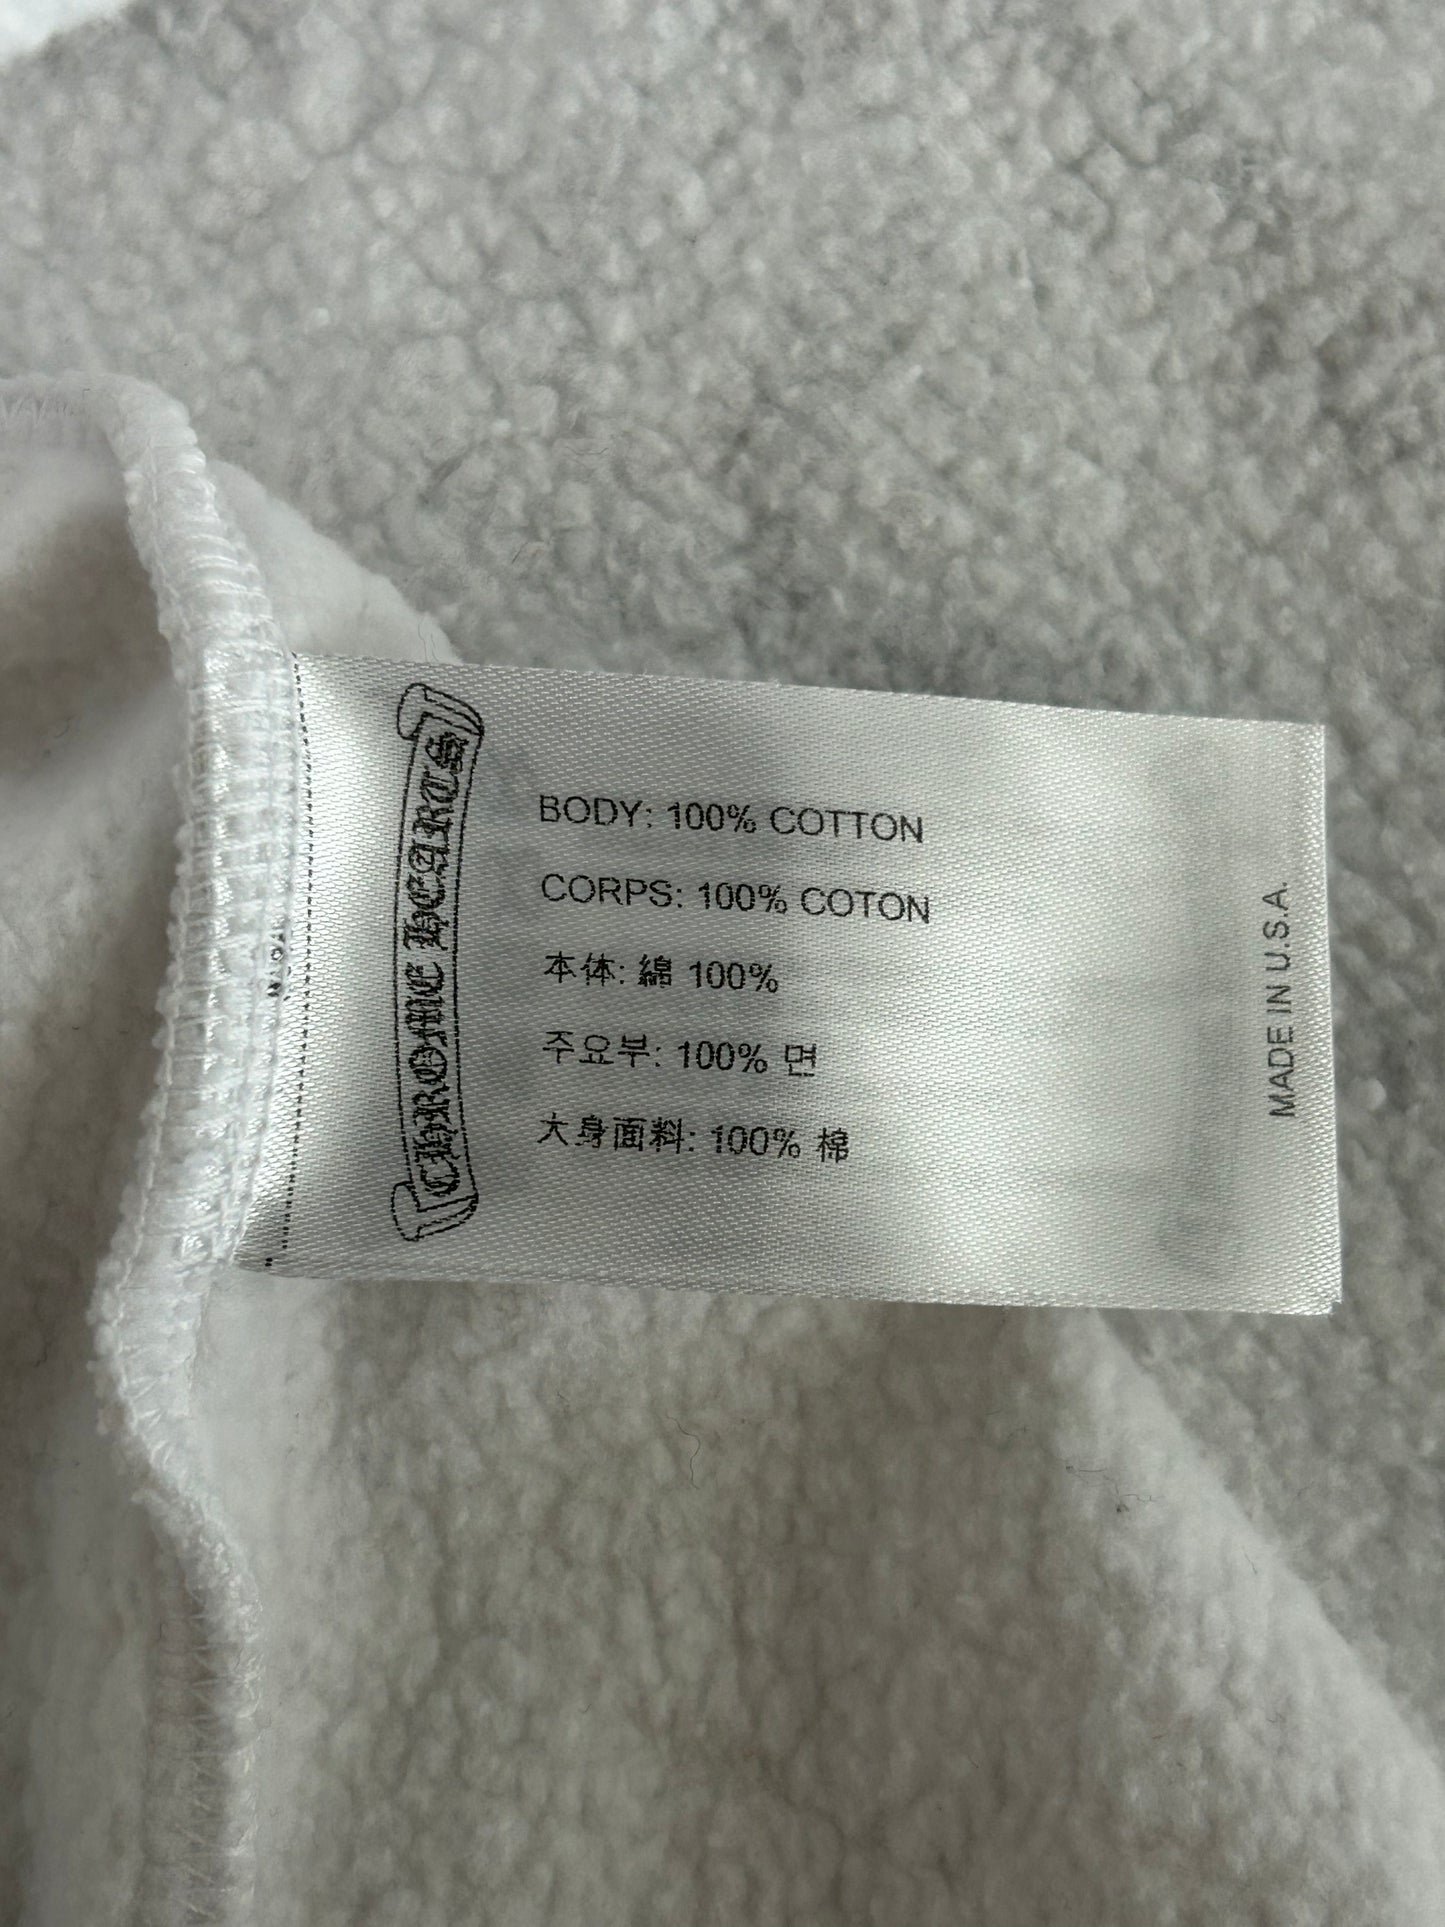 CHROME HEARTS
BODY: 100% COTTON
CORPS: 100% COTON
本体: 綿 100%
주요부: 100% 면
大身面料: 100% 棉
MADE IN U.S.A.